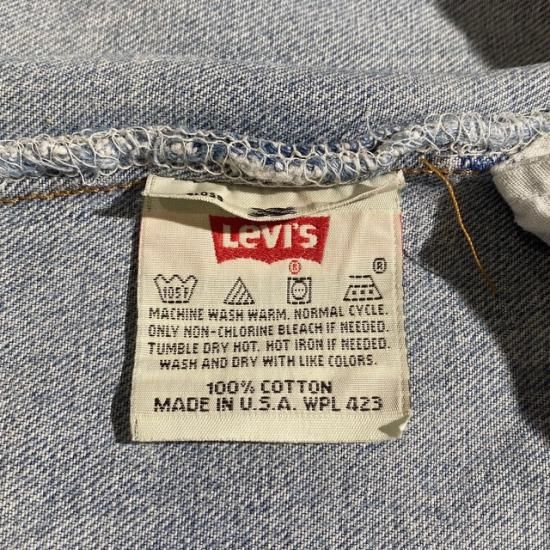 Levi's
®
®
105F
MACHINE WASH WARM. NORMAL CYCLE.
ONLY NON-CHLORINE BLEACH IF NEEDED.
TUMBLE DRY HOT. HOT IRON IF NEEDED.
WASH AND DRY WITH LIKE COLORS.
100% COTTON
MADE IN U.S.A. WPL 423